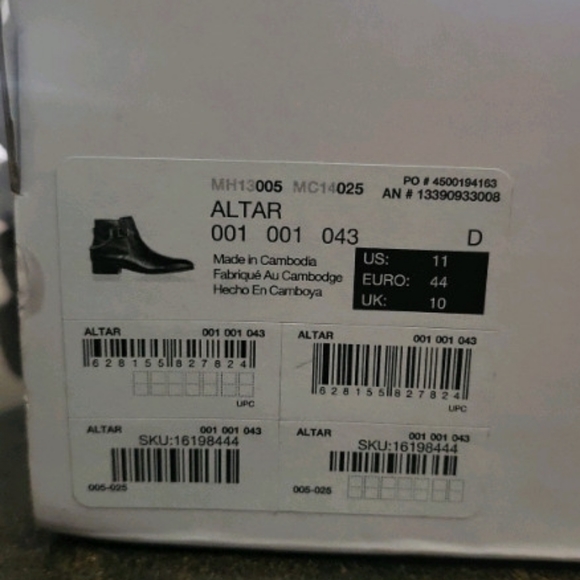 MH13005 MC14025
PO # 4500194163
AN # 13390933008
ALTAR
001 001 043
D
Made in Cambodia
Fabriqué Au Cambodge
Hecho En Camboya
US: 11
EURO: 44
UK: 10
ALTAR 001 001 043
628155827824
UPC
ALTAR 001 001 043
628155827824
UPC
ALTAR 001 001 043
SKU:16198444
005-025
ALTAR 001 001 043
SKU:16198444
005-025